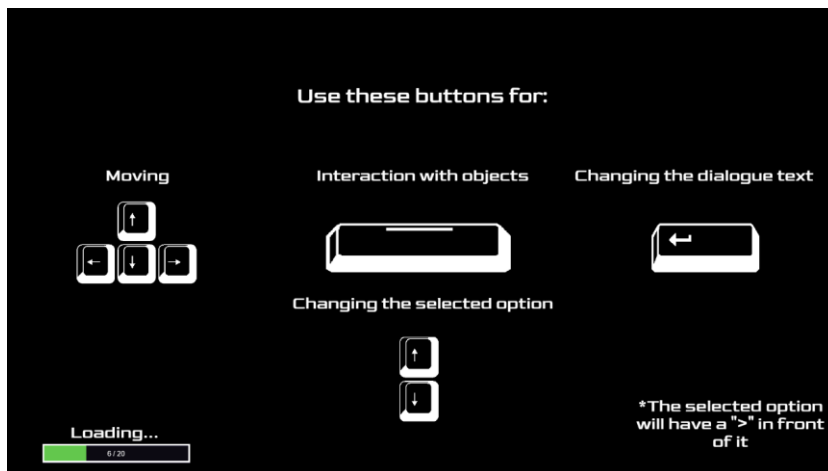 Use these buttons for:
Moving
Interaction with objects
Changing the dialogue text
↑
← ↓ →
↵
Changing the selected option
↑
↓
*The selected option
will have a ">" in front
of it
Loading...
6 / 20